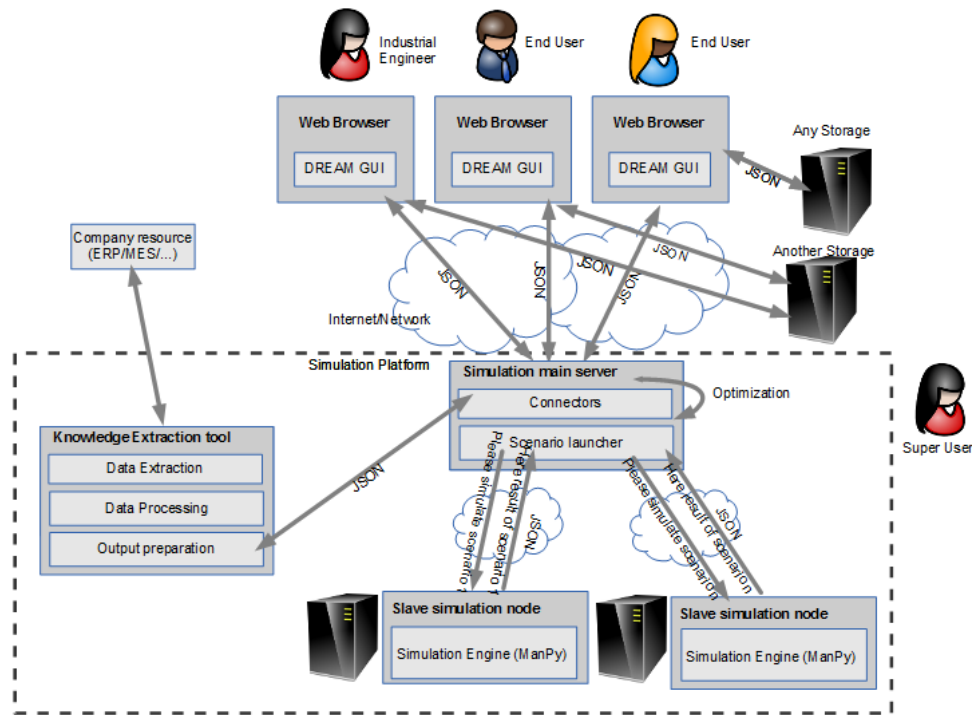 Industrial
Engineer
End User
End User
Web Browser
Web Browser
Web Browser
DREAM GUI
DREAM GUI
DREAM GUI
Any Storage
JSON
Another Storage
Company resource
(ERP/MES/...)
JSON
JSON
JSON
JSON
JSON
Internet/Network
Simulation Platform
Simulation main server
Connectors
Scenario launcher
Optimization
Super User
Knowledge Extraction tool
Data Extraction
Data Processing
Output preparation
JSON
Please simulate scenario 1
Here result of scenario 1
JSON
Please simulate scenarion
Here result of scenarion
JSON
Slave simulation node
Simulation Engine (ManPy)
Slave simulation node
Simulation Engine (ManPy)